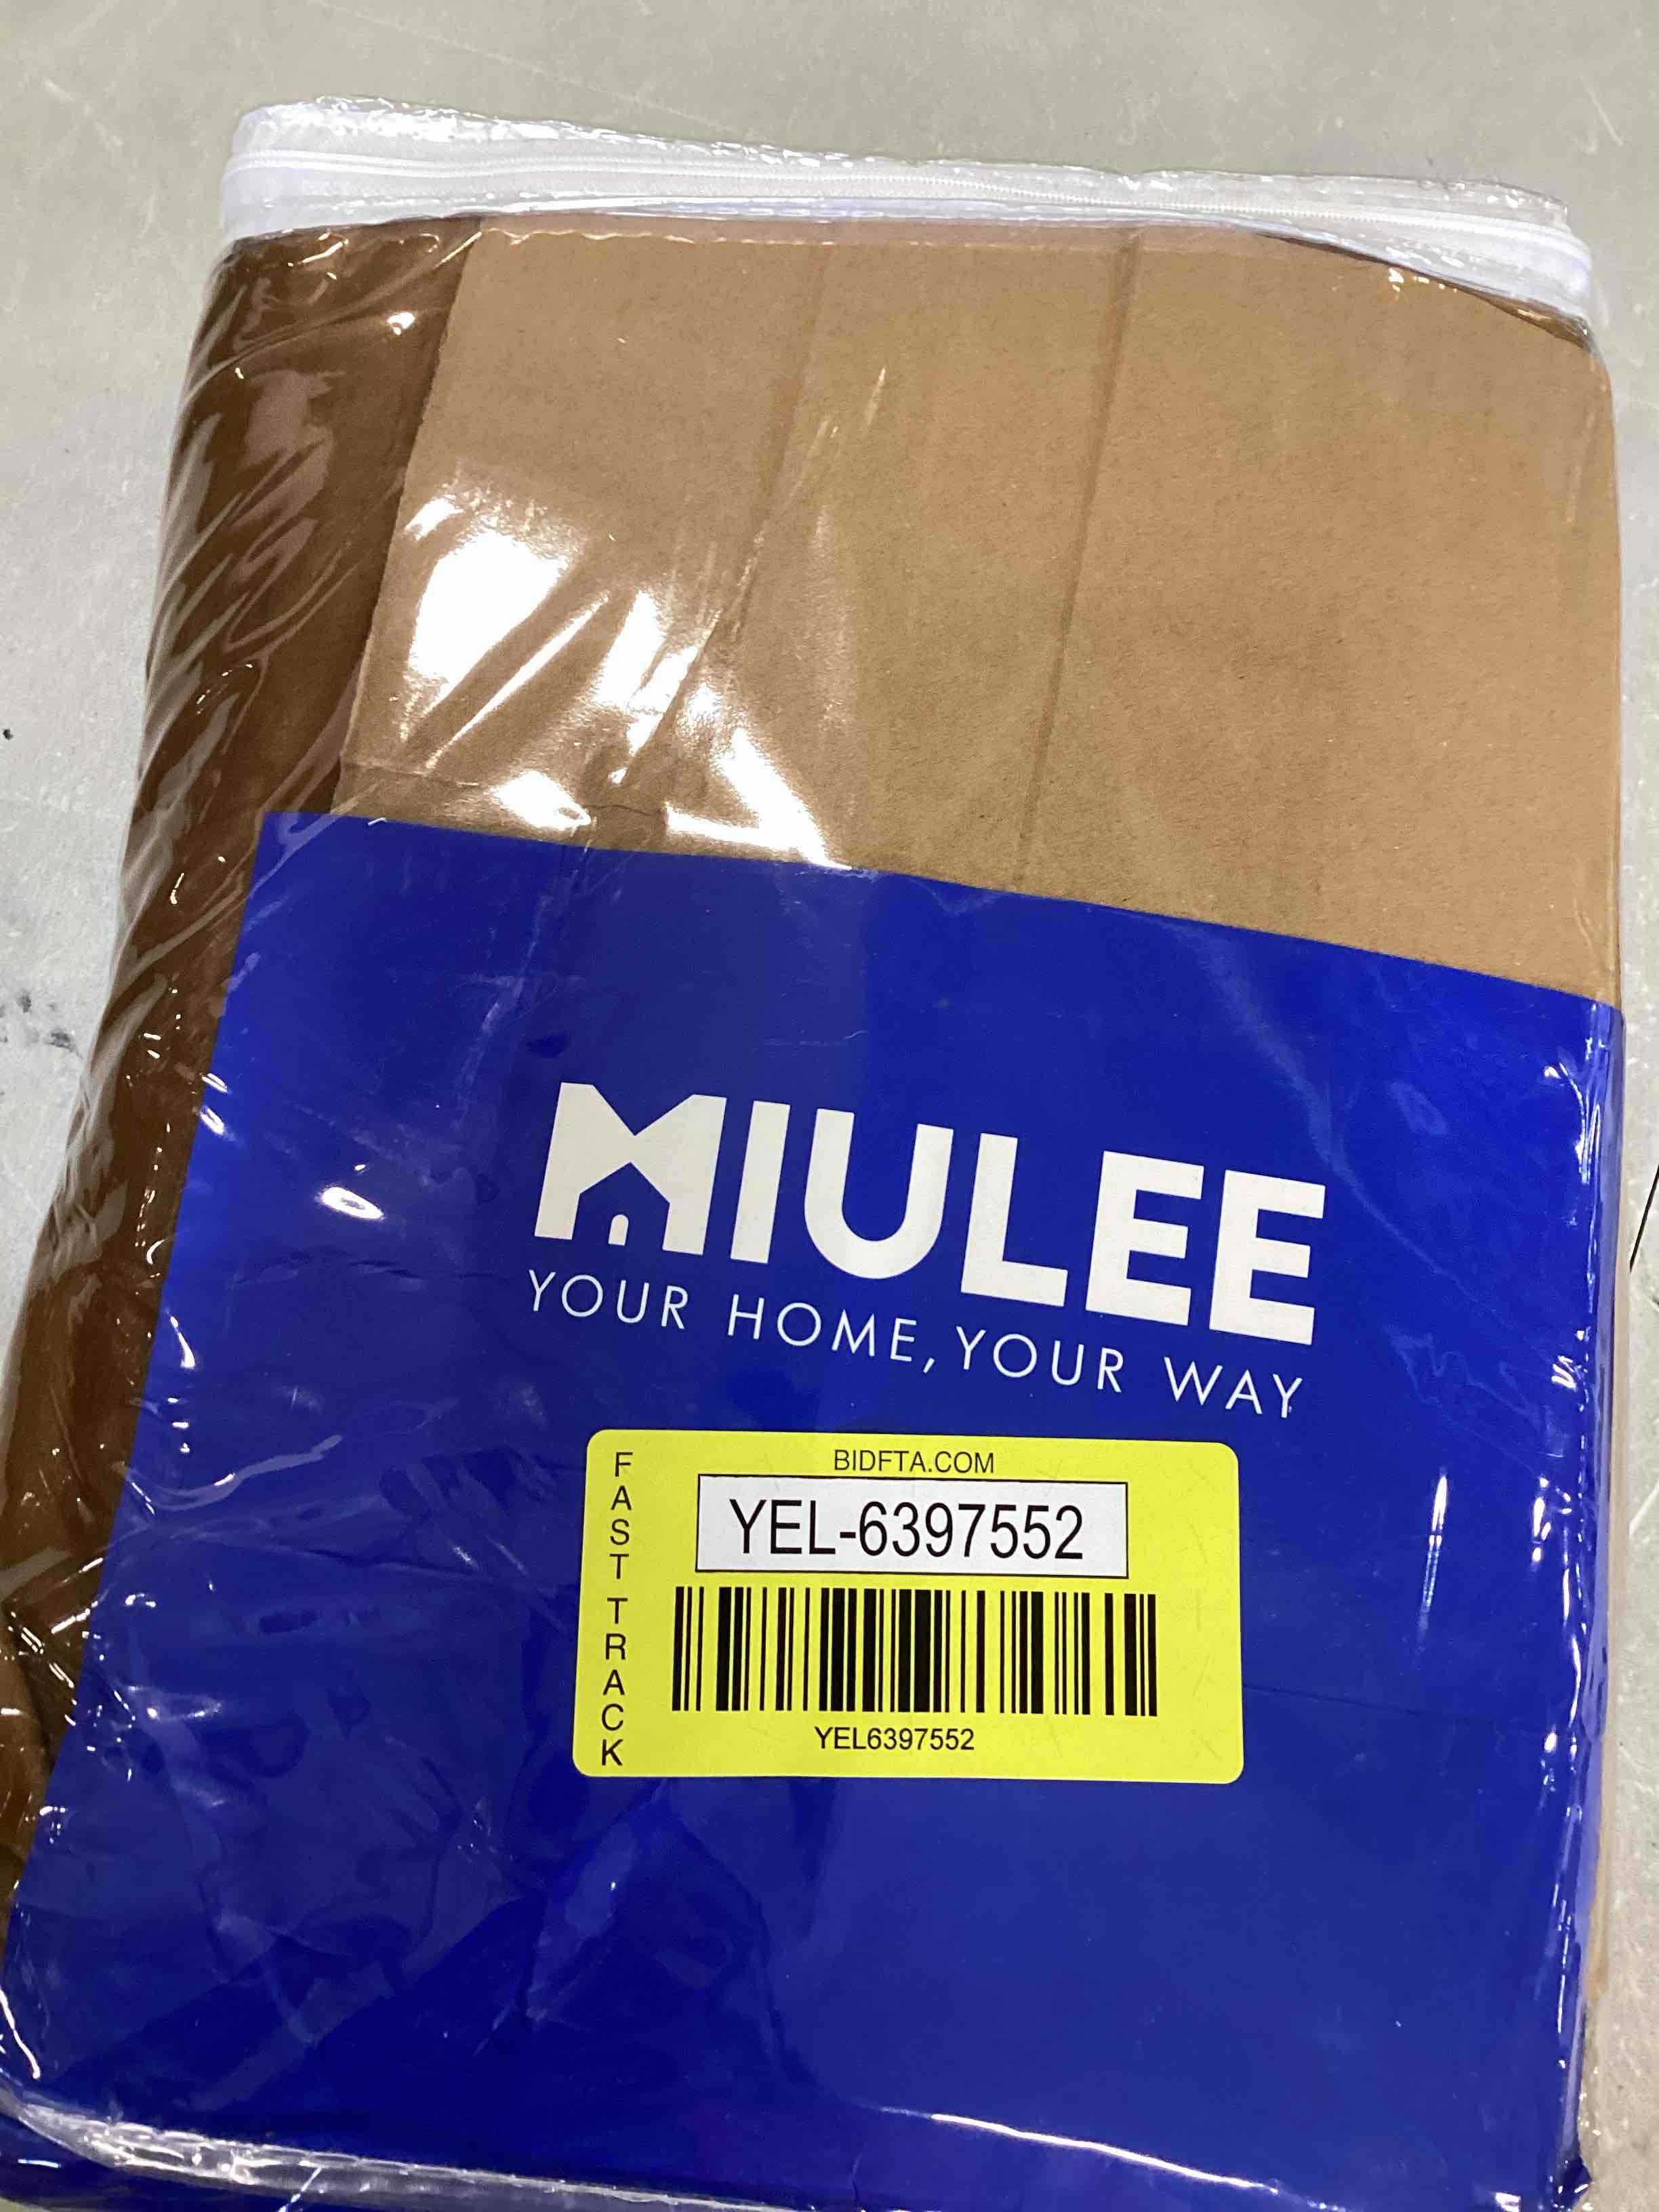 MIULEE
YOUR HOME, YOUR WAY
BIDFTA.COM
FAST TRACK
YEL-6397552
YEL6397552